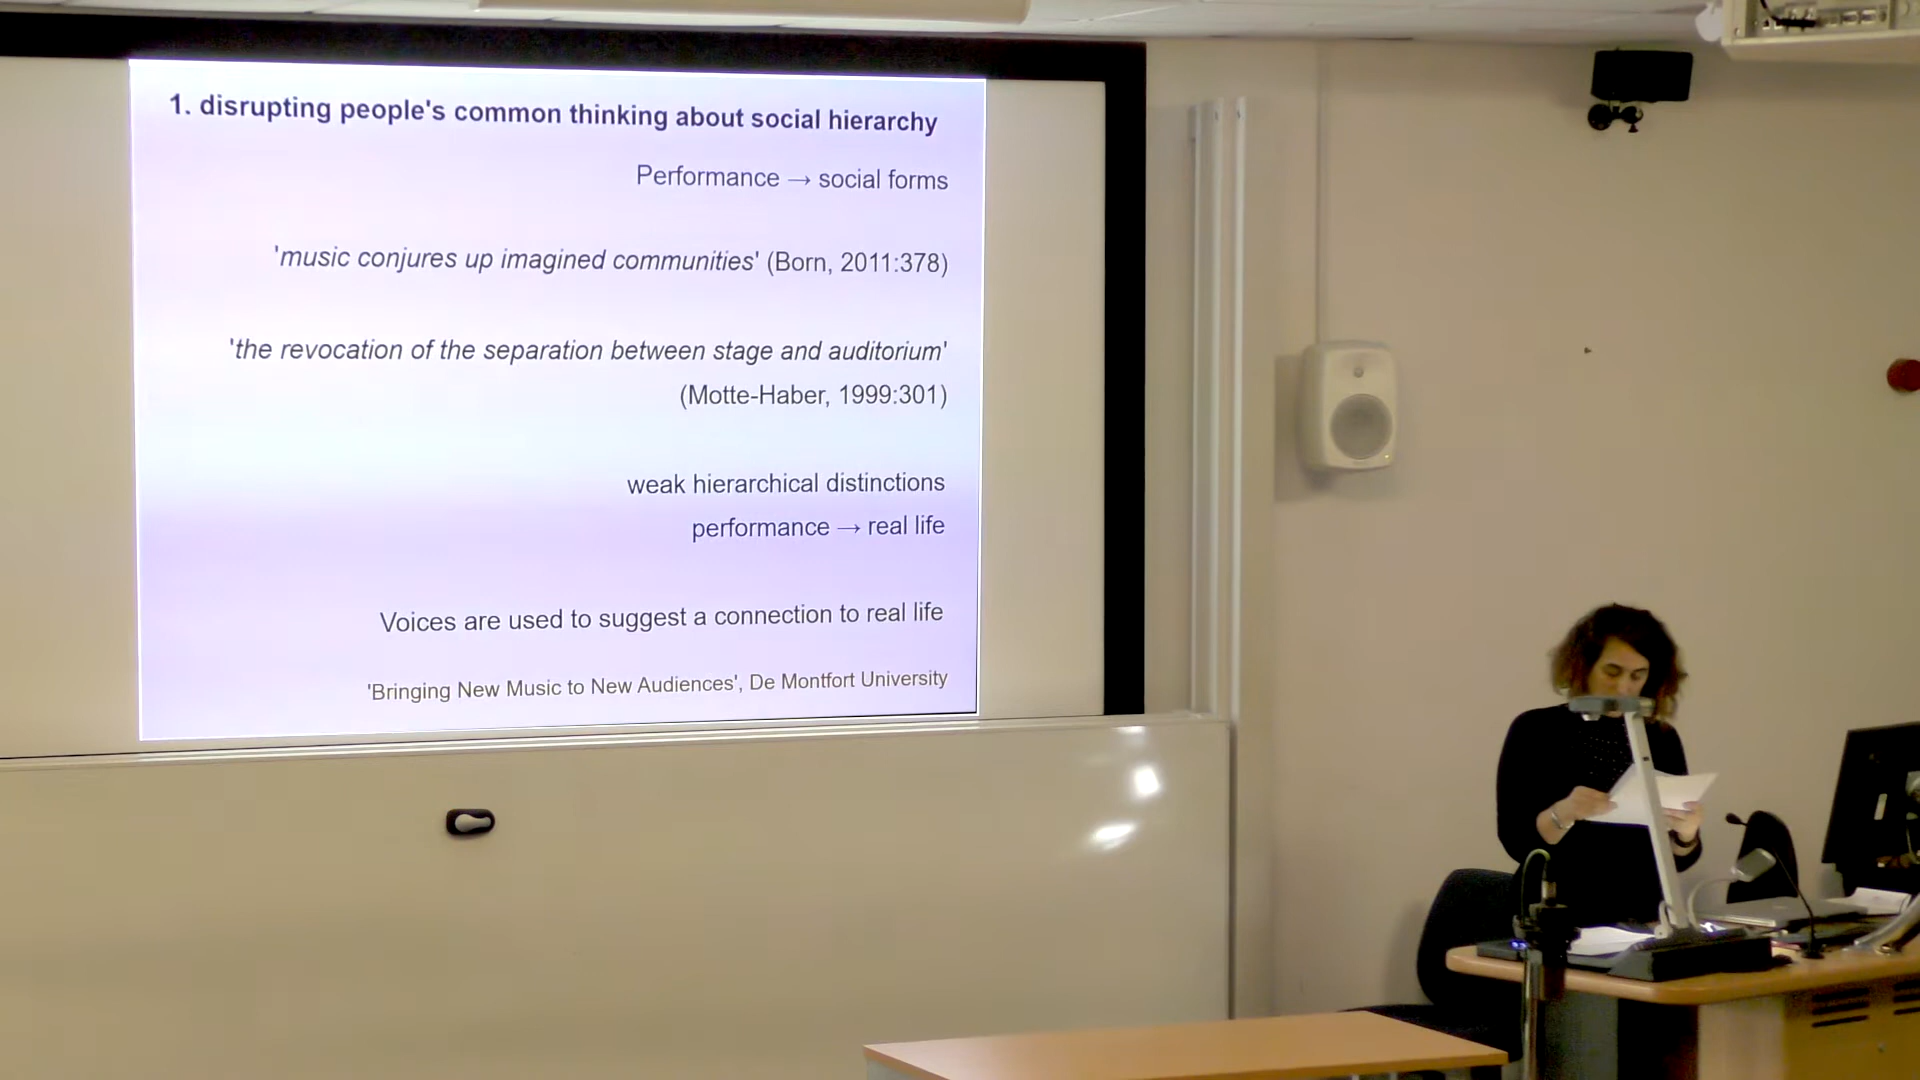 1. disrupting people's common thinking about social hierarchy
Performance → social forms
'music conjures up imagined communities' (Born, 2011:378)
'the revocation of the separation between stage and auditorium'
(Motte-Haber, 1999:301)
weak hierarchical distinctions
performance → real life
Voices are used to suggest a connection to real life
'Bringing New Music to New Audiences', De Montfort University